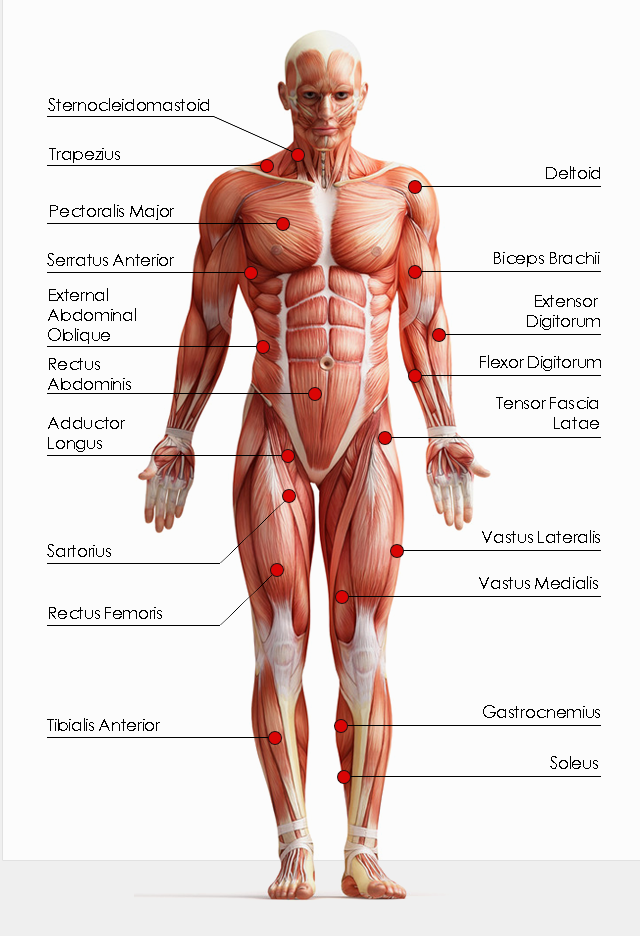 Sternocleidomastoid
Trapezius
Pectoralis Major
Serratus Anterior
External
Abdominal
Oblique
Rectus
Abdominis
Adductor
Longus
Sartorius
Rectus Femoris
Tibialis Anterior
Deltoid
Biceps Brachii
Extensor
Digitorum
Flexor Digitorum
Tensor Fascia
Latae
Vastus Lateralis
Vastus Medialis
Gastrocnemius
Soleus